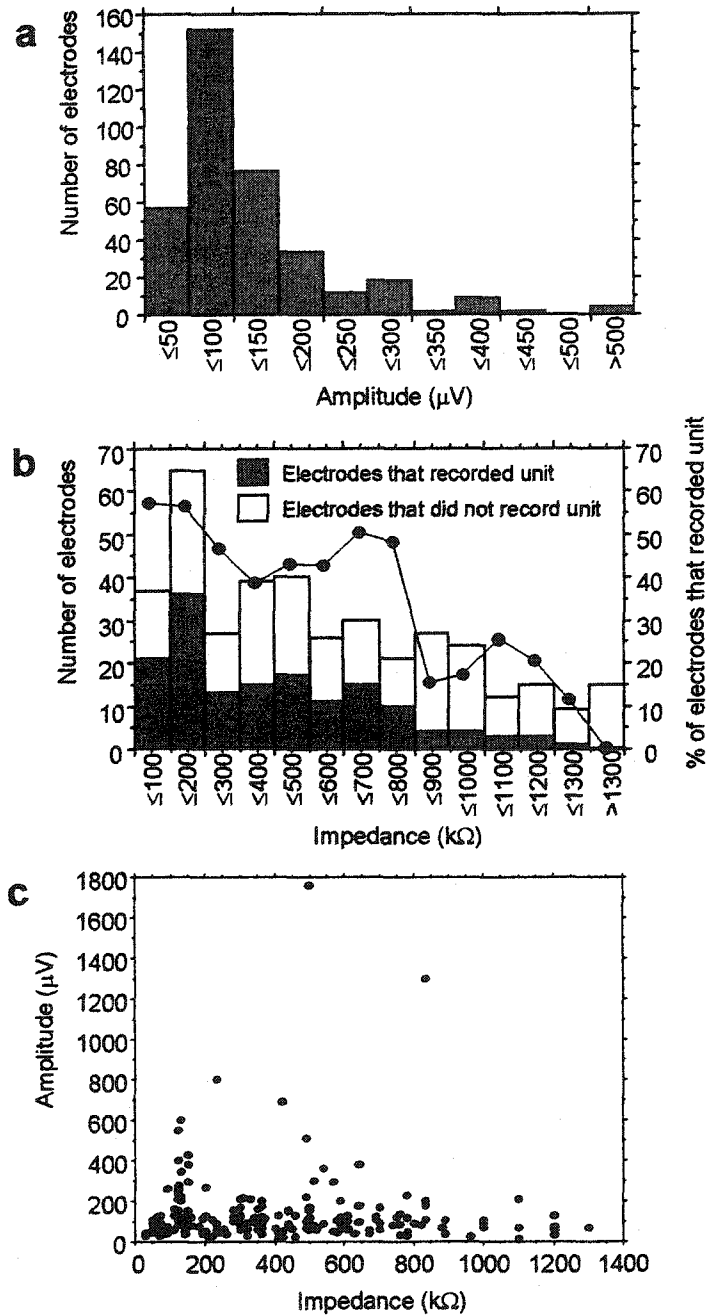 a
Number of electrodes
160
140
120
100
80
60
40
20
0
≤50 ≤100 ≤150 ≤200 ≤250 ≤300 ≤350 ≤400 ≤450 ≤500 >500
Amplitude (µV)
b
Number of electrodes
70
60
50
40
30
20
10
0
Electrodes that recorded unit
Electrodes that did not record unit
70
60
50
40
30
20
10
0
% of electrodes that recorded unit
≤100 ≤200 ≤300 ≤400 ≤500 ≤600 ≤700 ≤800 ≤900 ≤1000 ≤1100 ≤1200 ≤1300 >1300
Impedance (kΩ)
c
Amplitude (µV)
1800
1600
1400
1200
1000
800
600
400
200
0
0 200 400 600 800 1000 1200 1400
Impedance (kΩ)